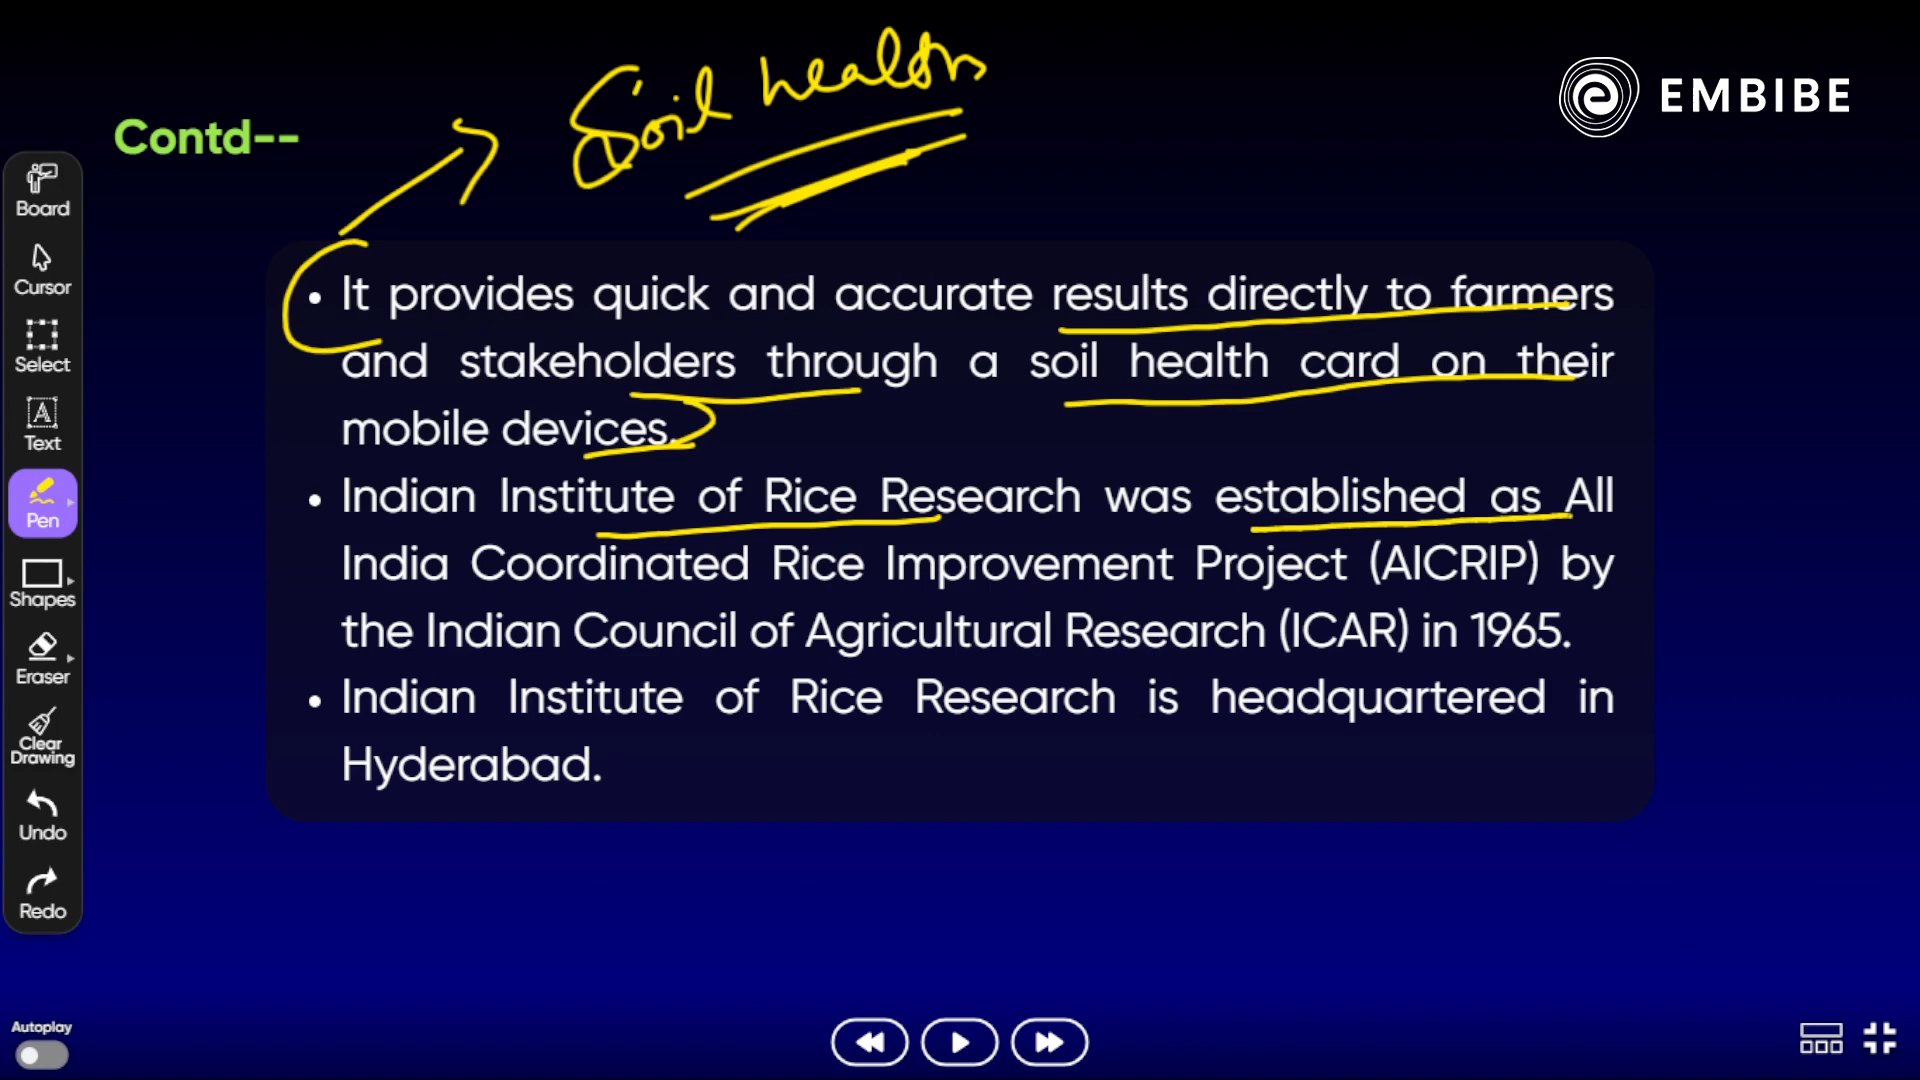 Soil health
EMBIBE
Contd--
Board
Cursor
Select
Text
Pen
Shapes
Eraser
Clear
Drawing
Undo
Redo
• It provides quick and accurate results directly to farmers
and stakeholders through a soil health card on their
mobile devices.
• Indian Institute of Rice Research was established as All
India Coordinated Rice Improvement Project (AICRIP) by
the Indian Council of Agricultural Research (ICAR) in 1965.
• Indian Institute of Rice Research is headquartered in
Hyderabad.
Autoplay